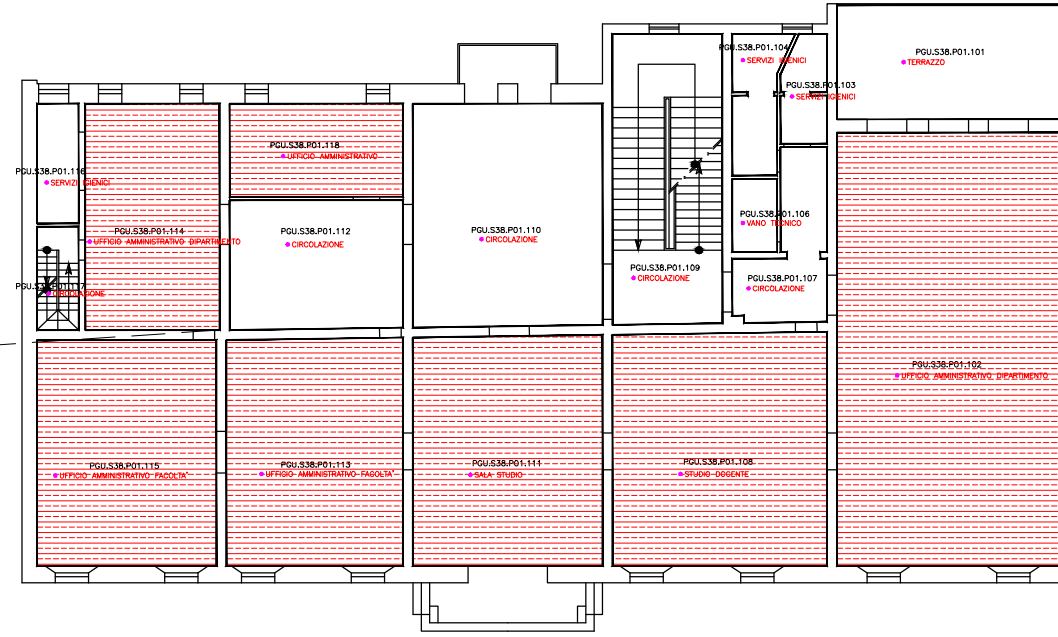 PGU.S38.P01.104
SERVIZI IGIENICI
PGU.S38.P01.101
TERRAZZO
PGU.S38.P01.103
SERVIZI IGIENICI
PGU.S38.P01.118
UFFICIO AMMINISTRATIVO
PGU.S38.P01.116
SERVIZI IGIENICI
PGU.S38.P01.114
UFFICIO AMMINISTRATIVO DIPARTIMENTO
PGU.S38.P01.112
CIRCOLAZIONE
PGU.S38.P01.110
CIRCOLAZIONE
PGU.S38.P01.106
VANO TECNICO
PGU.S38.P01.109
CIRCOLAZIONE
PGU.S38.P01.107
CIRCOLAZIONE
PGU.S38.P01.117
CIRCOLAZIONE
PGU.S38.P01.102
UFFICIO AMMINISTRATIVO DIPARTIMENTO
PGU.S38.P01.115
UFFICIO AMMINISTRATIVO FACOLTA'
PGU.S38.P01.113
UFFICIO AMMINISTRATIVO FACOLTA'
PGU.S38.P01.111
SALA STUDIO
PGU.S38.P01.108
STUDIO DOCENTE